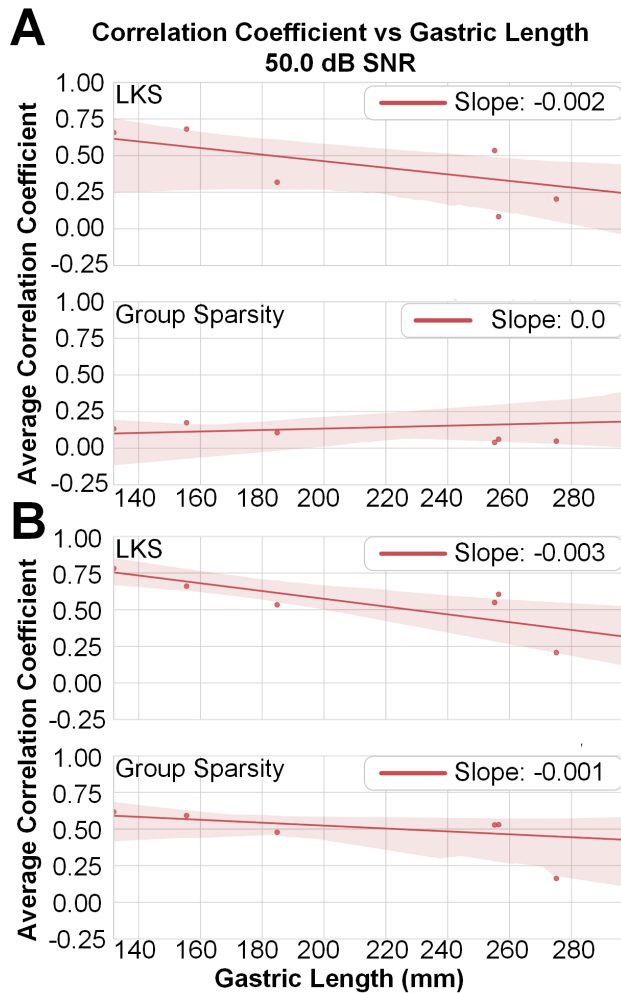 A
Correlation Coefficient vs Gastric Length
50.0 dB SNR
Average Correlation Coefficient
1.00
0.75
0.50
0.25
0.00
-0.25
LKS
Slope: -0.002
1.00
0.75
0.50
0.25
0.00
-0.25
Group Sparsity
Slope: 0.0
140 160 180 200 220 240 260 280
B
Average Correlation Coefficient
1.00
0.75
0.50
0.25
0.00
-0.25
LKS
Slope: -0.003
1.00
0.75
0.50
0.25
0.00
-0.25
Group Sparsity
Slope: -0.001
140 160 180 200 220 240 260 280
Gastric Length (mm)